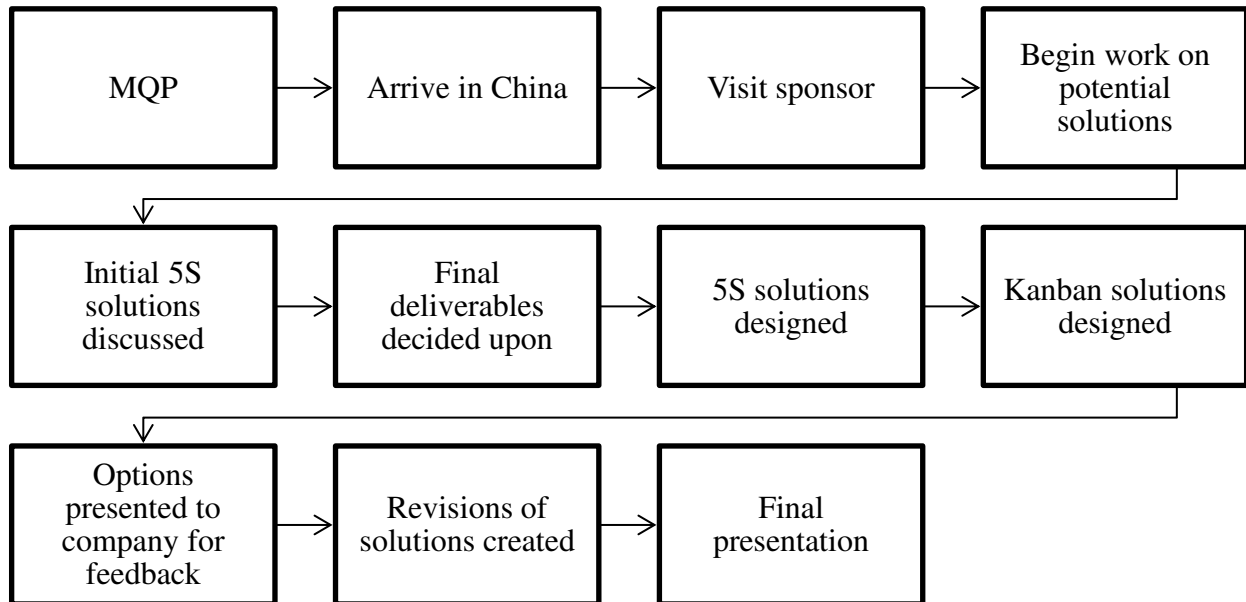 MQP
Arrive in China
Visit sponsor
Begin work on
potential
solutions
Initial 5S
solutions
discussed
Final
deliverables
decided upon
5S solutions
designed
Kanban solutions
designed
Options
presented to
company for
feedback
Revisions of
solutions created
Final
presentation